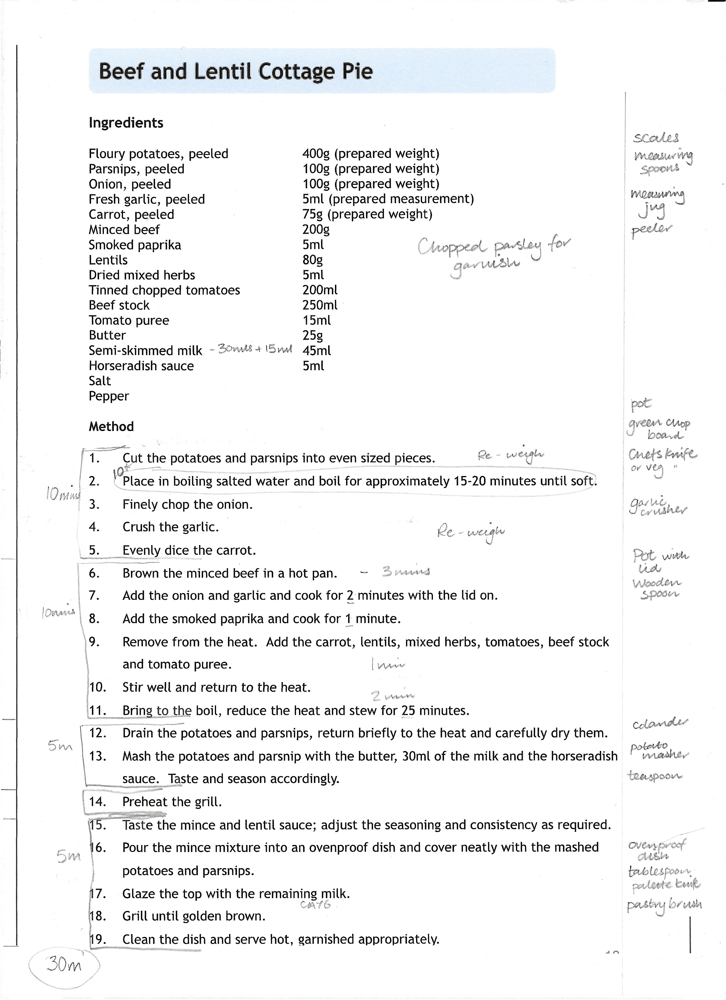 Beef and Lentil Cottage Pie
Ingredients
scales
Floury potatoes, peeled 400g (prepared weight)
measuring
spoons
Parsnips, peeled 100g (prepared weight)
Onion, peeled 100g (prepared weight)
measuring
jug
Fresh garlic, peeled 5ml (prepared measurement)
Carrot, peeled 75g (prepared weight)
peeler
Minced beef 200g
Smoked paprika 5ml
Chopped parsley for
garnish
Lentils 80g
Dried mixed herbs 5ml
Tinned chopped tomatoes 200ml
Beef stock 250ml
Tomato puree 15ml
Butter 25g
Semi-skimmed milk - 30mls + 15ml 45ml
Horseradish sauce 5ml
Salt
Pepper
pot
Method
green chop
board
1. Cut the potatoes and parsnips into even sized pieces. Re-weigh
Chefs knife
or veg "
10*
2. Place in boiling salted water and boil for approximately 15-20 minutes until soft.
10mins
3. Finely chop the onion.
garlic
crusher
4. Crush the garlic. Re-weigh
5. Evenly dice the carrot.
Pot with
lid
6. Brown the minced beef in a hot pan. - 3mins
Wooden
spoon
7. Add the onion and garlic and cook for 2 minutes with the lid on.
10mins
8. Add the smoked paprika and cook for 1 minute.
9. Remove from the heat. Add the carrot, lentils, mixed herbs, tomatoes, beef stock
and tomato puree. 1min
10. Stir well and return to the heat.
2 min
11. Bring to the boil, reduce the heat and stew for 25 minutes.
colander
12. Drain the potatoes and parsnips, return briefly to the heat and carefully dry them.
5m
potato
masher
13. Mash the potatoes and parsnip with the butter, 30ml of the milk and the horseradish
sauce. Taste and season accordingly.
teaspoon
14. Preheat the grill.
15. Taste the mince and lentil sauce; adjust the seasoning and consistency as required.
5m
16. Pour the mince mixture into an ovenproof dish and cover neatly with the mashed
potatoes and parsnips.
ovenproof
dish
tablespoon
palette knife
17. Glaze the top with the remaining milk.
CAYG
pastry brush
18. Grill until golden brown.
19. Clean the dish and serve hot, garnished appropriately.
30m